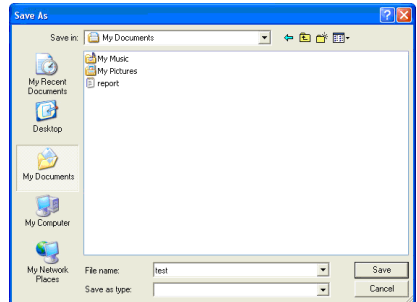 Save As
Save in: My Documents
My Recent
Documents
Desktop
My Documents
My Computer
My Network
Places
My Music
My Pictures
report
File name: test Save
Save as type: Cancel